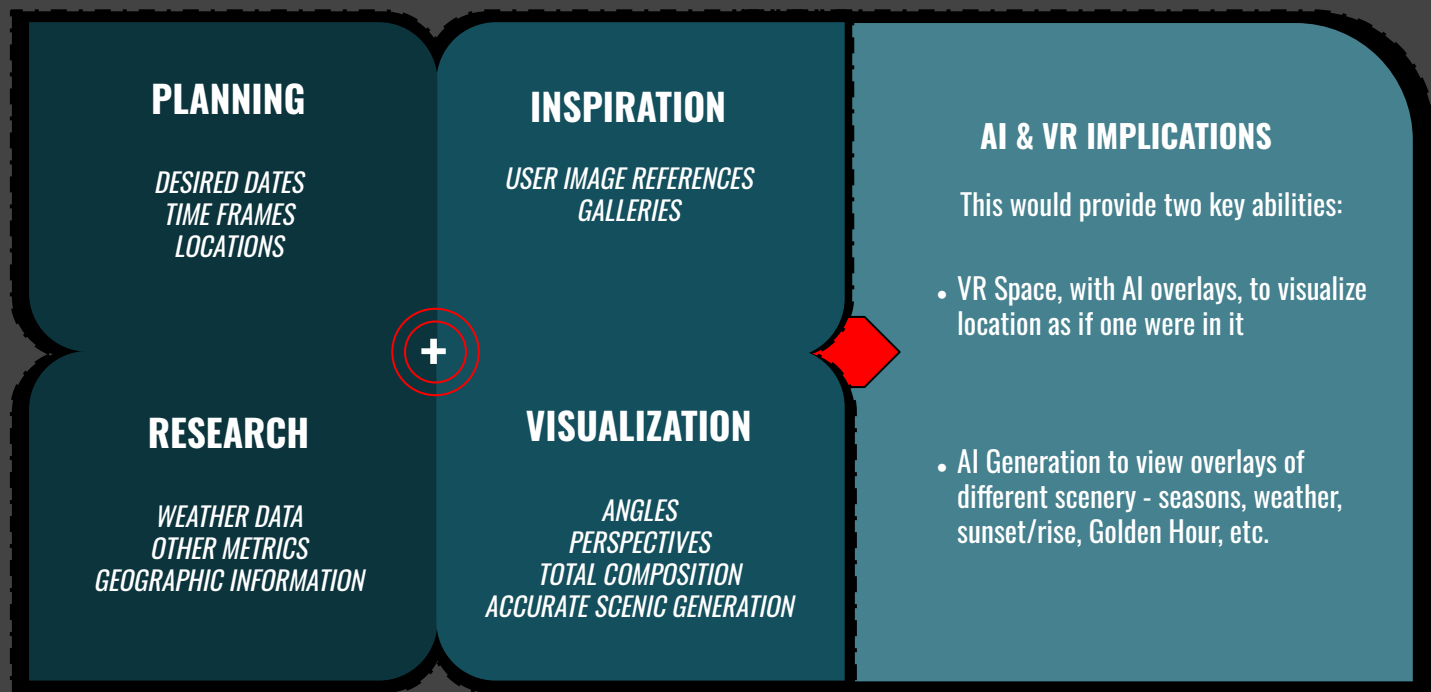 PLANNING
DESIRED DATES
TIME FRAMES
LOCATIONS
INSPIRATION
USER IMAGE REFERENCES
GALLERIES
+
RESEARCH
WEATHER DATA
OTHER METRICS
GEOGRAPHIC INFORMATION
VISUALIZATION
ANGLES
PERSPECTIVES
TOTAL COMPOSITION
ACCURATE SCENIC GENERATION
AI & VR IMPLICATIONS
This would provide two key abilities:
• VR Space, with AI overlays, to visualize
location as if one were in it
• AI Generation to view overlays of
different scenery - seasons, weather,
sunset/rise, Golden Hour, etc.